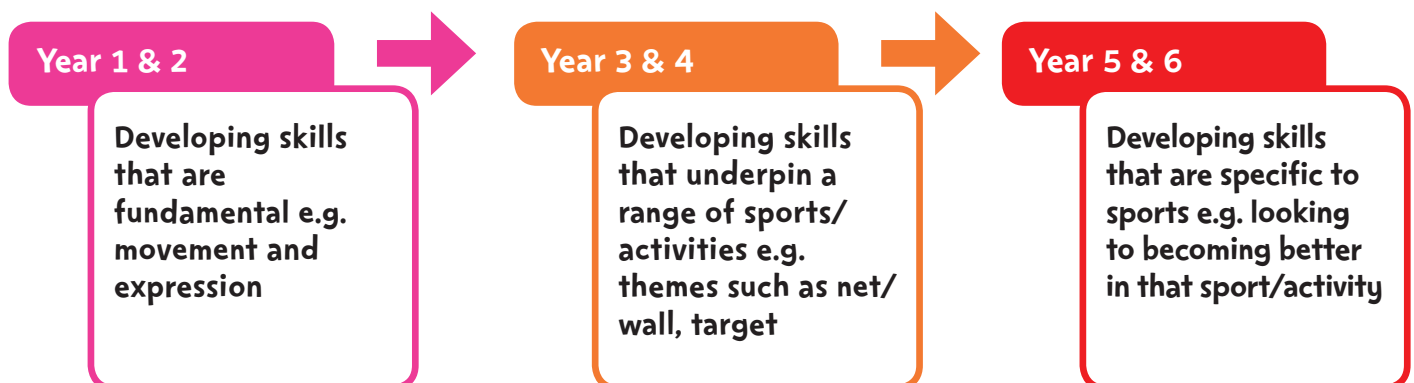 Year 1 & 2
Developing skills
that are
fundamental e.g.
movement and
expression
Year 3 & 4
Developing skills
that underpin a
range of sports/
activities e.g.
themes such as net/
wall, target
Year 5 & 6
Developing skills
that are specific to
sports e.g. looking
to becoming better
in that sport/activity